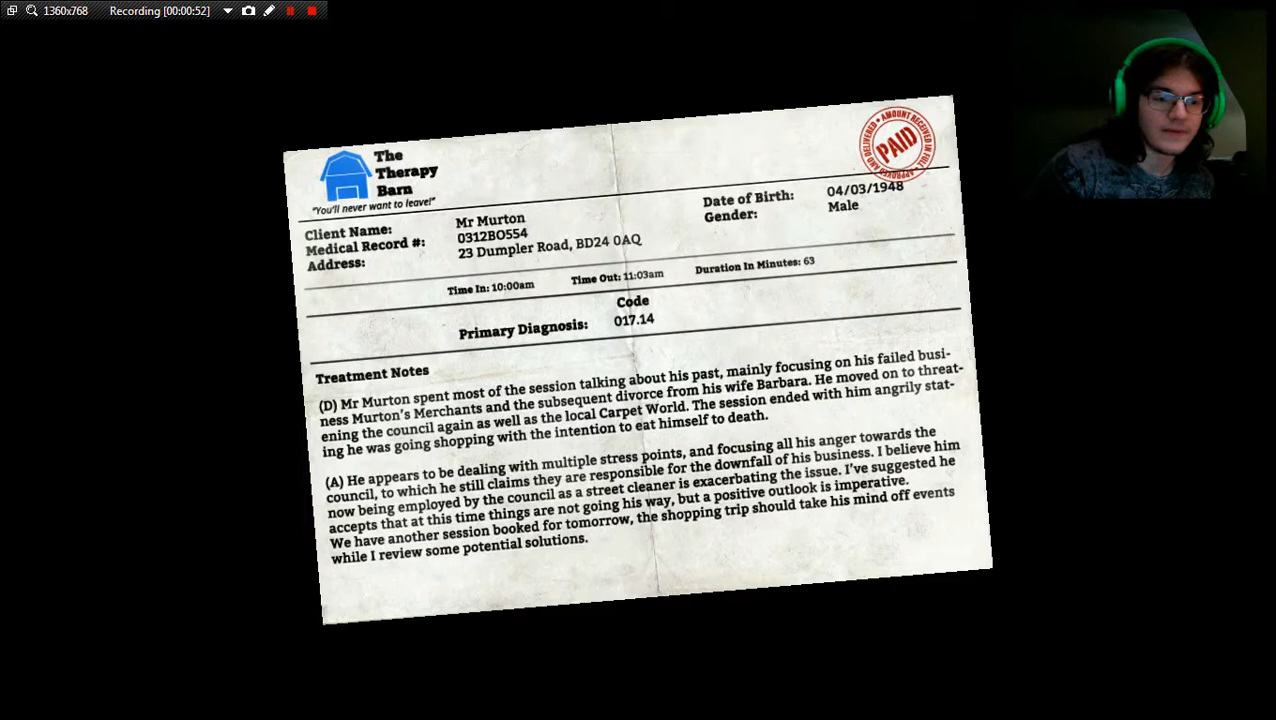 1360x768
Recording [00:00:52]
The
Therapy
Barn
"You'll never want to leave!"
AMOUNT RECEIVED IN FULL • APPROVED AND DELIVERED •
PAID
Client Name: Mr Murton
Date of Birth: 04/03/1948
Medical Record #: 0312BO554
Gender: Male
Address: 23 Dumpler Road, BD24 0AQ
Time In: 10:00am Time Out: 11:03am Duration In Minutes: 63
Code
Primary Diagnosis: 017.14
Treatment Notes
(D) Mr Murton spent most of the session talking about his past, mainly focusing on his failed busi-
ness Murton's Merchants and the subsequent divorce from his wife Barbara. He moved on to threat-
ening the council again as well as the local Carpet World. The session ended with him angrily stat-
ing he was going shopping with the intention to eat himself to death.
(A) He appears to be dealing with multiple stress points, and focusing all his anger towards the
council, to which he still claims they are responsible for the downfall of his business. I believe him
now being employed by the council as a street cleaner is exacerbating the issue. I've suggested he
accepts that at this time things are not going his way, but a positive outlook is imperative.
We have another session booked for tomorrow, the shopping trip should take his mind off events
while I review some potential solutions.